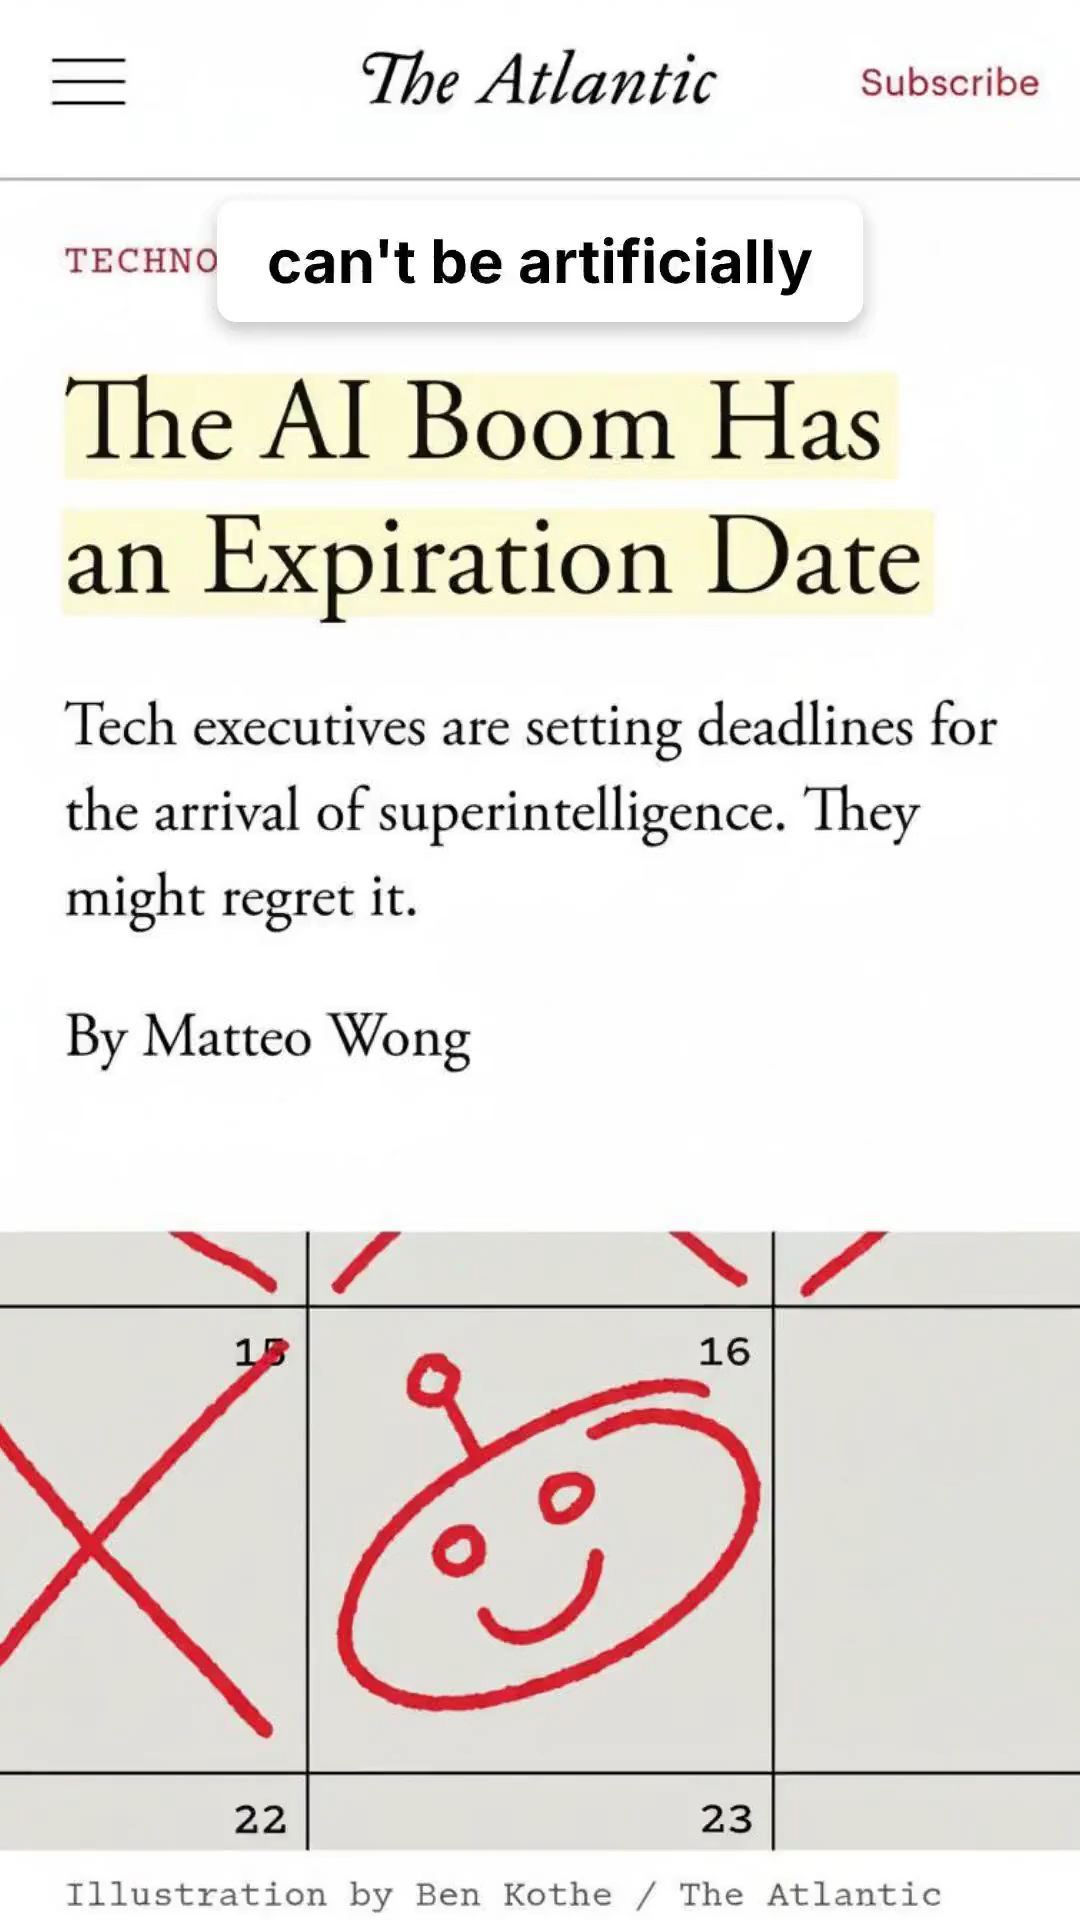 The Atlantic
Subscribe
TECHNO
can't be artificially
The AI Boom Has
an Expiration Date
Tech executives are setting deadlines for
the arrival of superintelligence. They
might regret it.
By Matteo Wong
15
16
22
23
Illustration by Ben Kothe / The Atlantic